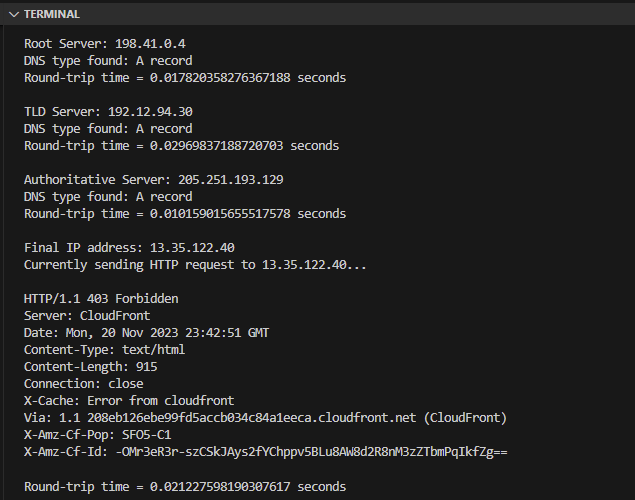 TERMINAL
Root Server: 198.41.0.4
DNS type found: A record
Round-trip time = 0.017820358276367188 seconds
TLD Server: 192.12.94.30
DNS type found: A record
Round-trip time = 0.02969837188720703 seconds
Authoritative Server: 205.251.193.129
DNS type found: A record
Round-trip time = 0.010159015655517578 seconds
Final IP address: 13.35.122.40
Currently sending HTTP request to 13.35.122.40...
HTTP/1.1 403 Forbidden
Server: CloudFront
Date: Mon, 20 Nov 2023 23:42:51 GMT
Content-Type: text/html
Content-Length: 915
Connection: close
X-Cache: Error from cloudfront
Via: 1.1 208eb126ebe99fd5accb034c84a1eeca.cloudfront.net (CloudFront)
X-Amz-Cf-Pop: SFO5-C1
X-Amz-Cf-Id: -OMr3eR3r-szCSkJAys2fYChppv5BLu8AW8d2R8nM3zZTbmPqIkfZg==
Round-trip time = 0.021227598190307617 seconds